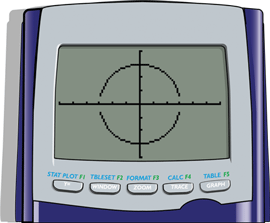 STAT PLOT F1 TBLSET F2 FORMAT F3 CALC F4 TABLE F5
Y= WINDOW ZOOM TRACE GRAPH